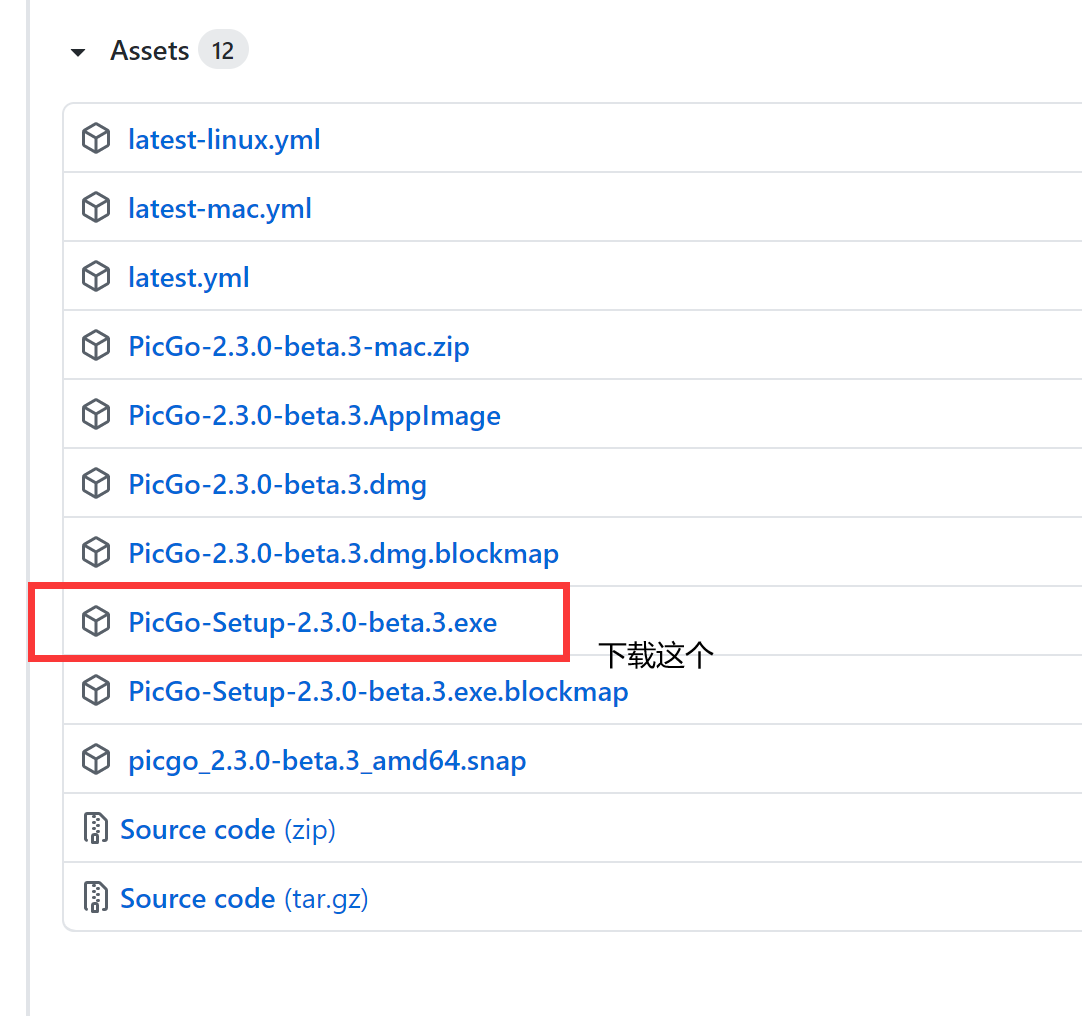 Assets 12
latest-linux.yml
latest-mac.yml
latest.yml
PicGo-2.3.0-beta.3-mac.zip
PicGo-2.3.0-beta.3.AppImage
PicGo-2.3.0-beta.3.dmg
PicGo-2.3.0-beta.3.dmg.blockmap
PicGo-Setup-2.3.0-beta.3.exe
下载这个
PicGo-Setup-2.3.0-beta.3.exe.blockmap
picgo_2.3.0-beta.3_amd64.snap
Source code (zip)
Source code (tar.gz)